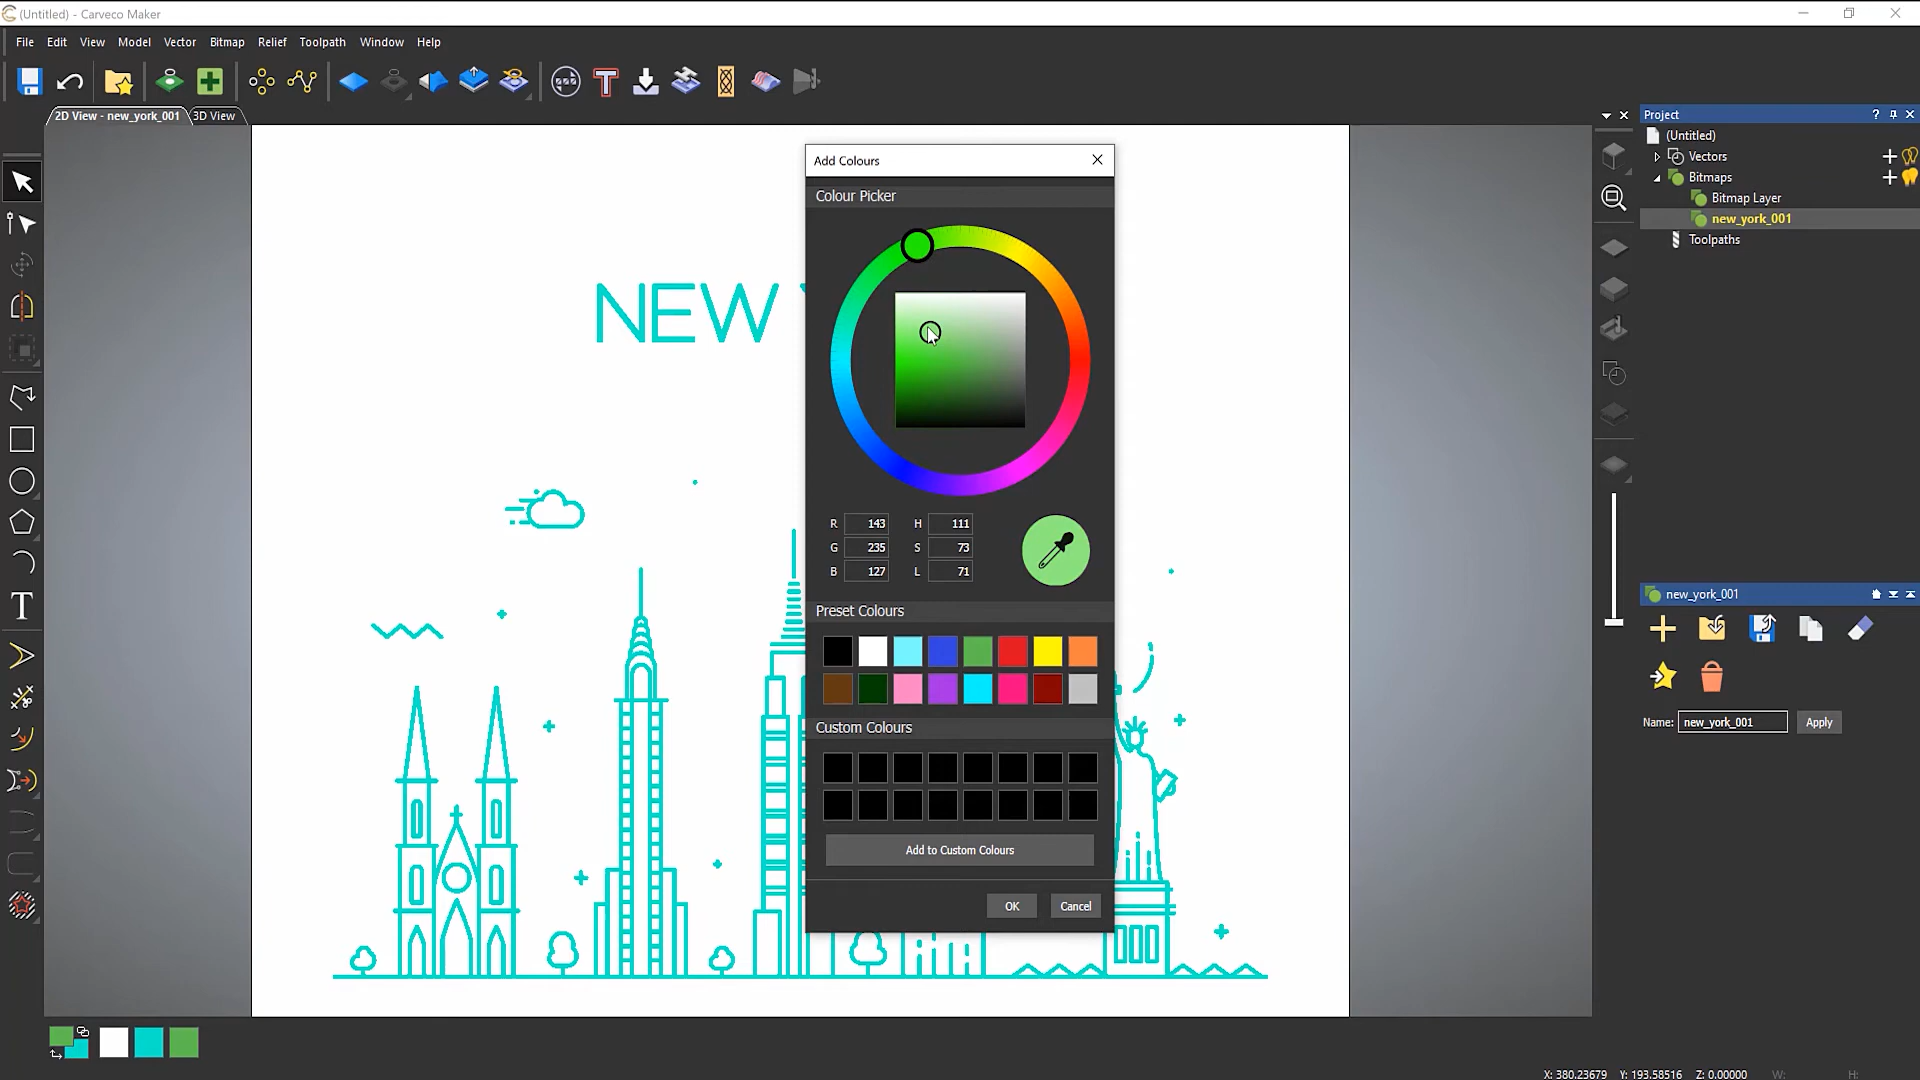 (Untitled) - Carveco Maker
File Edit View Model Vector Bitmap Relief Toolpath Window Help
2D View - new_york_001
3D View
NEW
Add Colours
Colour Picker
R 143 H 111
G 235 S 73
B 127 L 71
Preset Colours
Custom Colours
Add to Custom Colours
OK
Cancel
Project
(Untitled)
Vectors
Bitmaps
Bitmap Layer
new_york_001
Toolpaths
new_york_001
Name: new_york_001 Apply
X: 380.23679 Y: 193.58516 Z: 0.00000 W: H: